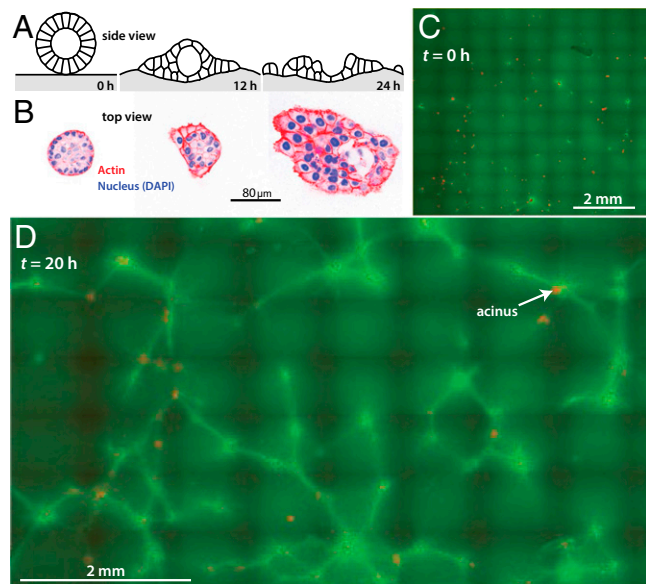 A
side view
0 h
12 h
24 h
B
top view
Actin
Nucleus (DAPI)
80 µm
C
t = 0 h
2 mm
D
t = 20 h
acinus
2 mm